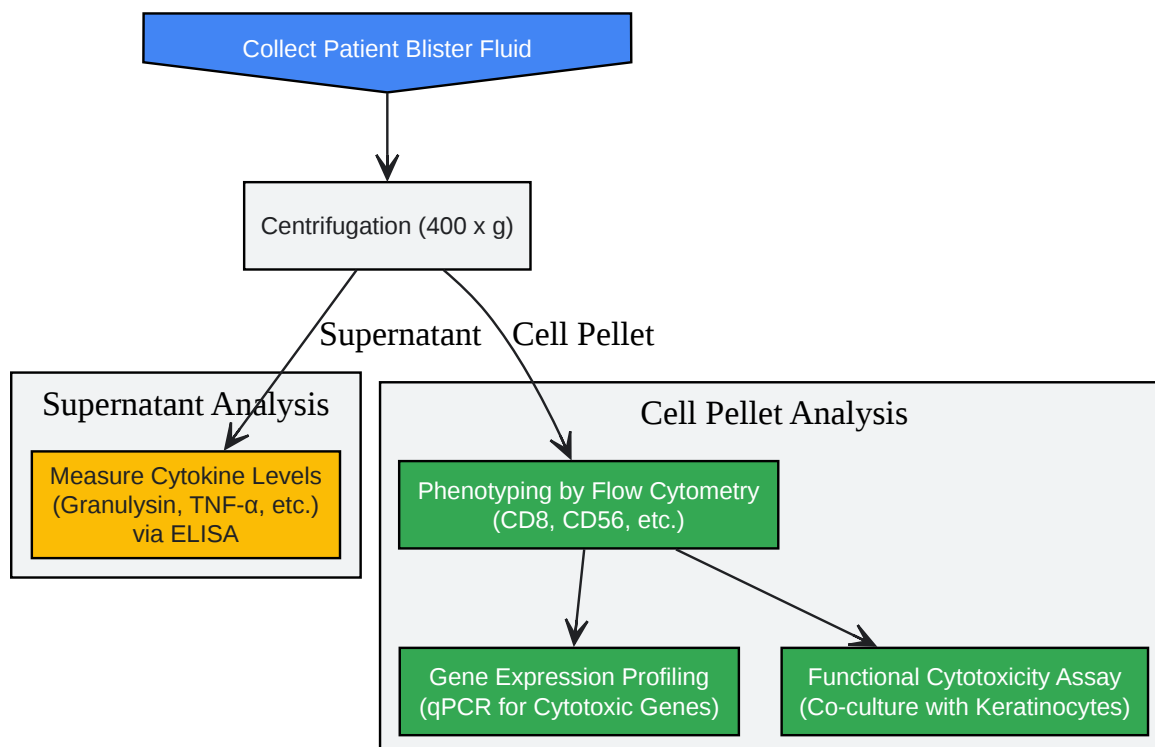 Collect Patient Blister Fluid
Centrifugation (400 x g)
Supernatant
Cell Pellet
Supernatant Analysis
Measure Cytokine Levels
(Granulysin, TNF-α, etc.)
via ELISA
Cell Pellet Analysis
Phenotyping by Flow Cytometry
(CD8, CD56, etc.)
Gene Expression Profiling
(qPCR for Cytotoxic Genes)
Functional Cytotoxicity Assay
(Co-culture with Keratinocytes)